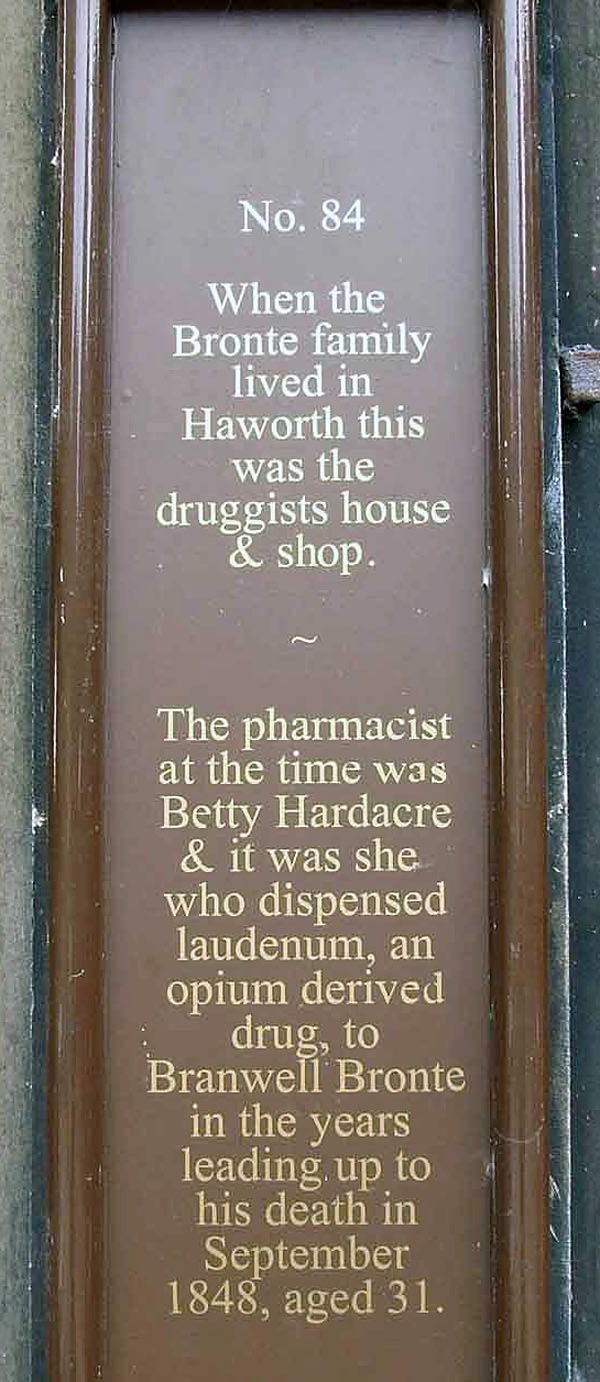 No. 84
When the
Bronte family
lived in
Haworth this
was the
druggists house
& shop.
~
The pharmacist
at the time was
Betty Hardacre
& it was she
who dispensed
laudenum, an
opium derived
drug, to
Branwell Bronte
in the years
leading up to
his death in
September
1848, aged 31.